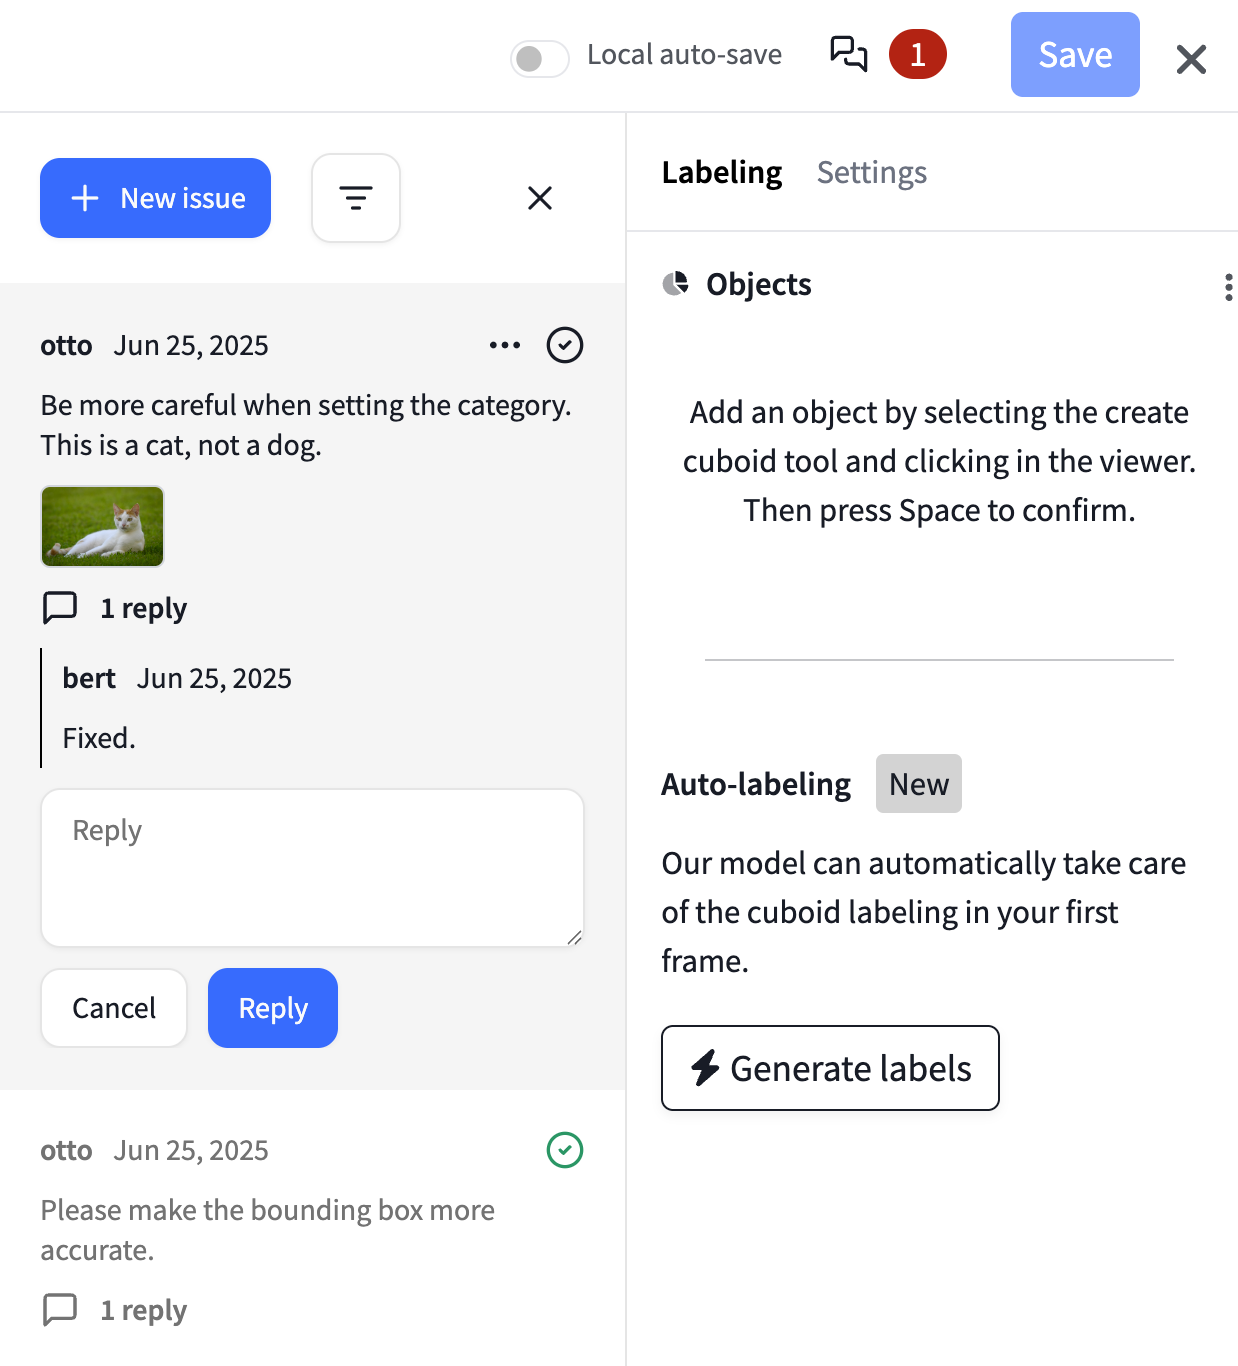 Local auto-save
1
Save
New issue
otto Jun 25, 2025
Be more careful when setting the category.
This is a cat, not a dog.
1 reply
bert Jun 25, 2025
Fixed.
Reply
Cancel
Reply
otto Jun 25, 2025
Please make the bounding box more
accurate.
1 reply
Labeling
Settings
Objects
Add an object by selecting the create
cuboid tool and clicking in the viewer.
Then press Space to confirm.
Auto-labeling
New
Our model can automatically take care
of the cuboid labeling in your first
frame.
Generate labels